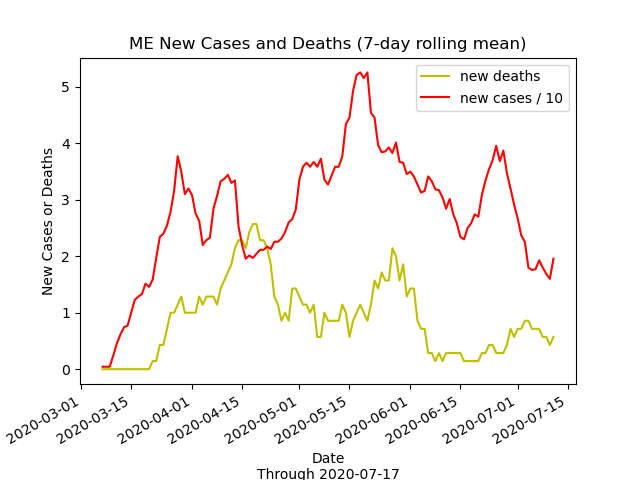 ME New Cases and Deaths (7-day rolling mean)
new deaths
new cases / 10
New Cases or Deaths
5
4
3
2
1
0
2020-03-01
2020-03-15
2020-04-01
2020-04-15
2020-05-01
2020-05-15
2020-06-01
2020-06-15
2020-07-01
2020-07-15
Date
Through 2020-07-17